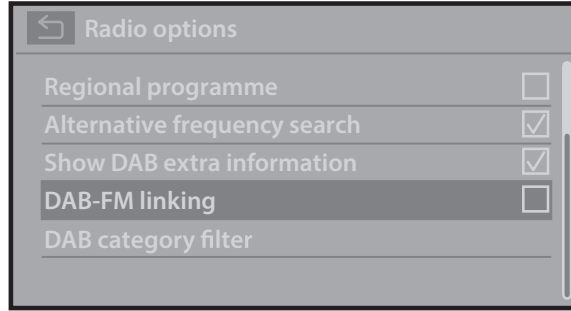 Radio options
Regional programme
Alternative frequency search
Show DAB extra information
DAB-FM linking
DAB category filter